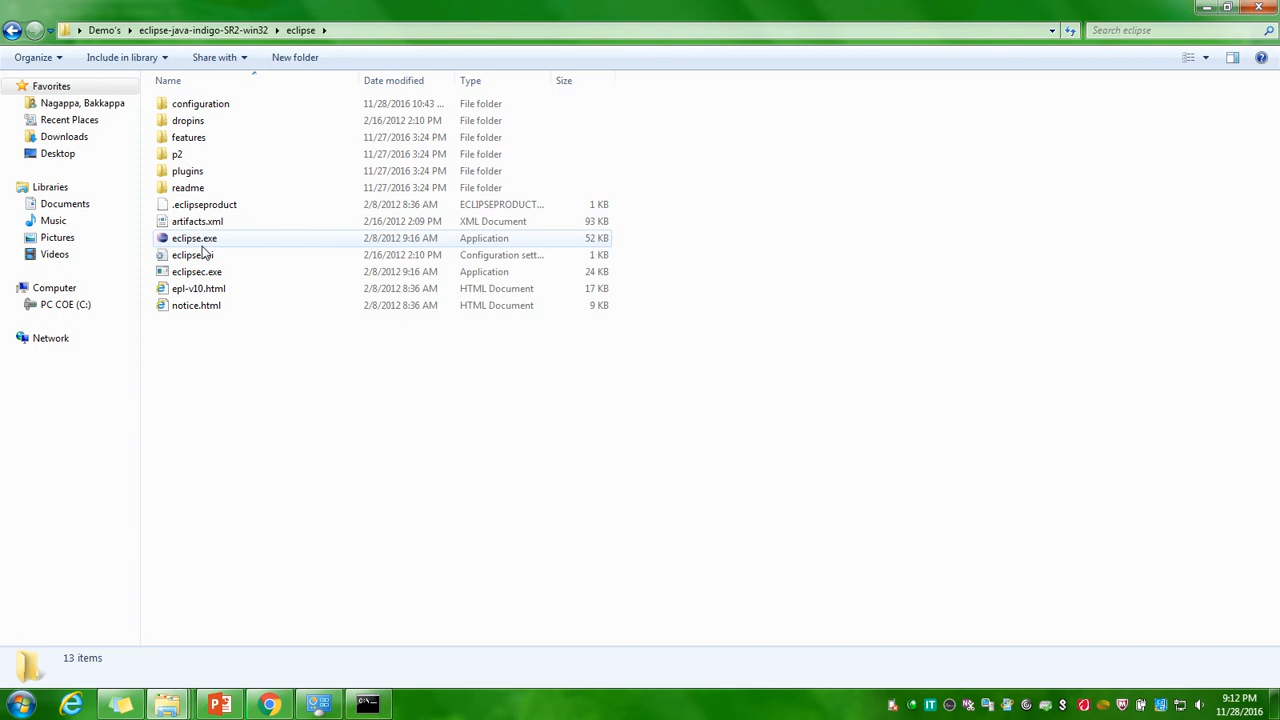 Demo's eclipse-java-indigo-SR2-win32 eclipse Search eclipse
Organize Include in library Share with New folder
Name Date modified Type Size
Favorites
Nagappa, Bakkappa
Recent Places
Downloads
Desktop
Libraries
Documents
Music
Pictures
Videos
Computer
PC COE (C:)
Network
configuration 11/28/2016 10:43 ... File folder
dropins 2/16/2012 2:10 PM File folder
features 11/27/2016 3:24 PM File folder
p2 11/27/2016 3:24 PM File folder
plugins 11/27/2016 3:24 PM File folder
readme 11/27/2016 3:24 PM File folder
.eclipseproduct 2/8/2012 8:36 AM ECLIPSEPRODUCT... 1 KB
artifacts.xml 2/16/2012 2:09 PM XML Document 93 KB
eclipse.exe 2/8/2012 9:16 AM Application 52 KB
2/16/2012 2:10 PM Configuration sett... 1 KB
eclipsec.exe 2/8/2012 9:16 AM Application 24 KB
epl-v10.html 2/8/2012 8:36 AM HTML Document 17 KB
notice.html 2/8/2012 8:36 AM HTML Document 9 KB
13 items
IT
9:12 PM
11/28/2016